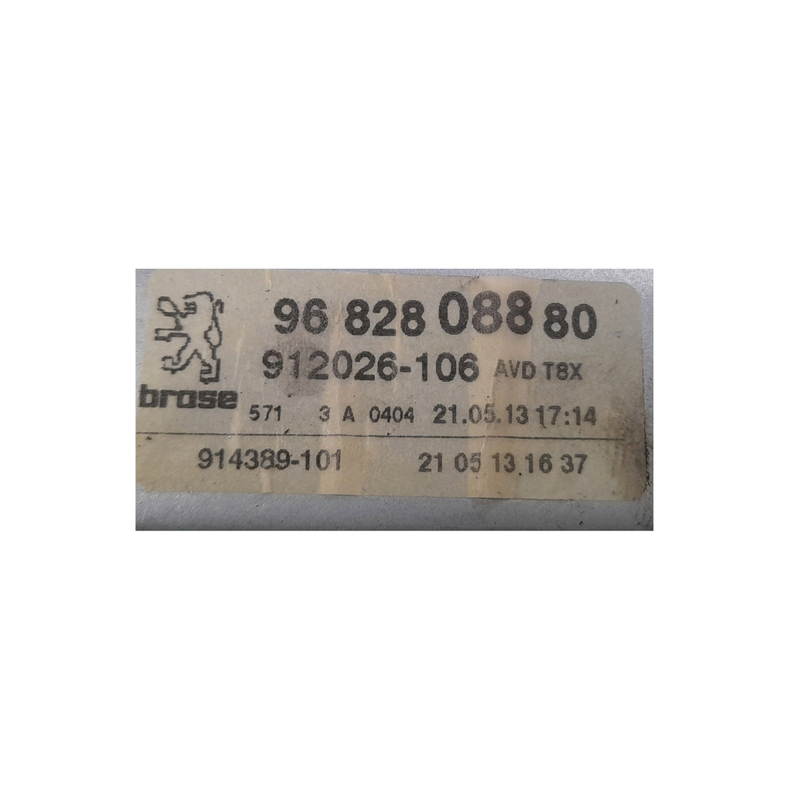 96 828 088 80
912026-106 AVD T8X
brose
571 3 A 0404 21.05.13 17:14
914389-101 21 05 13 16 37